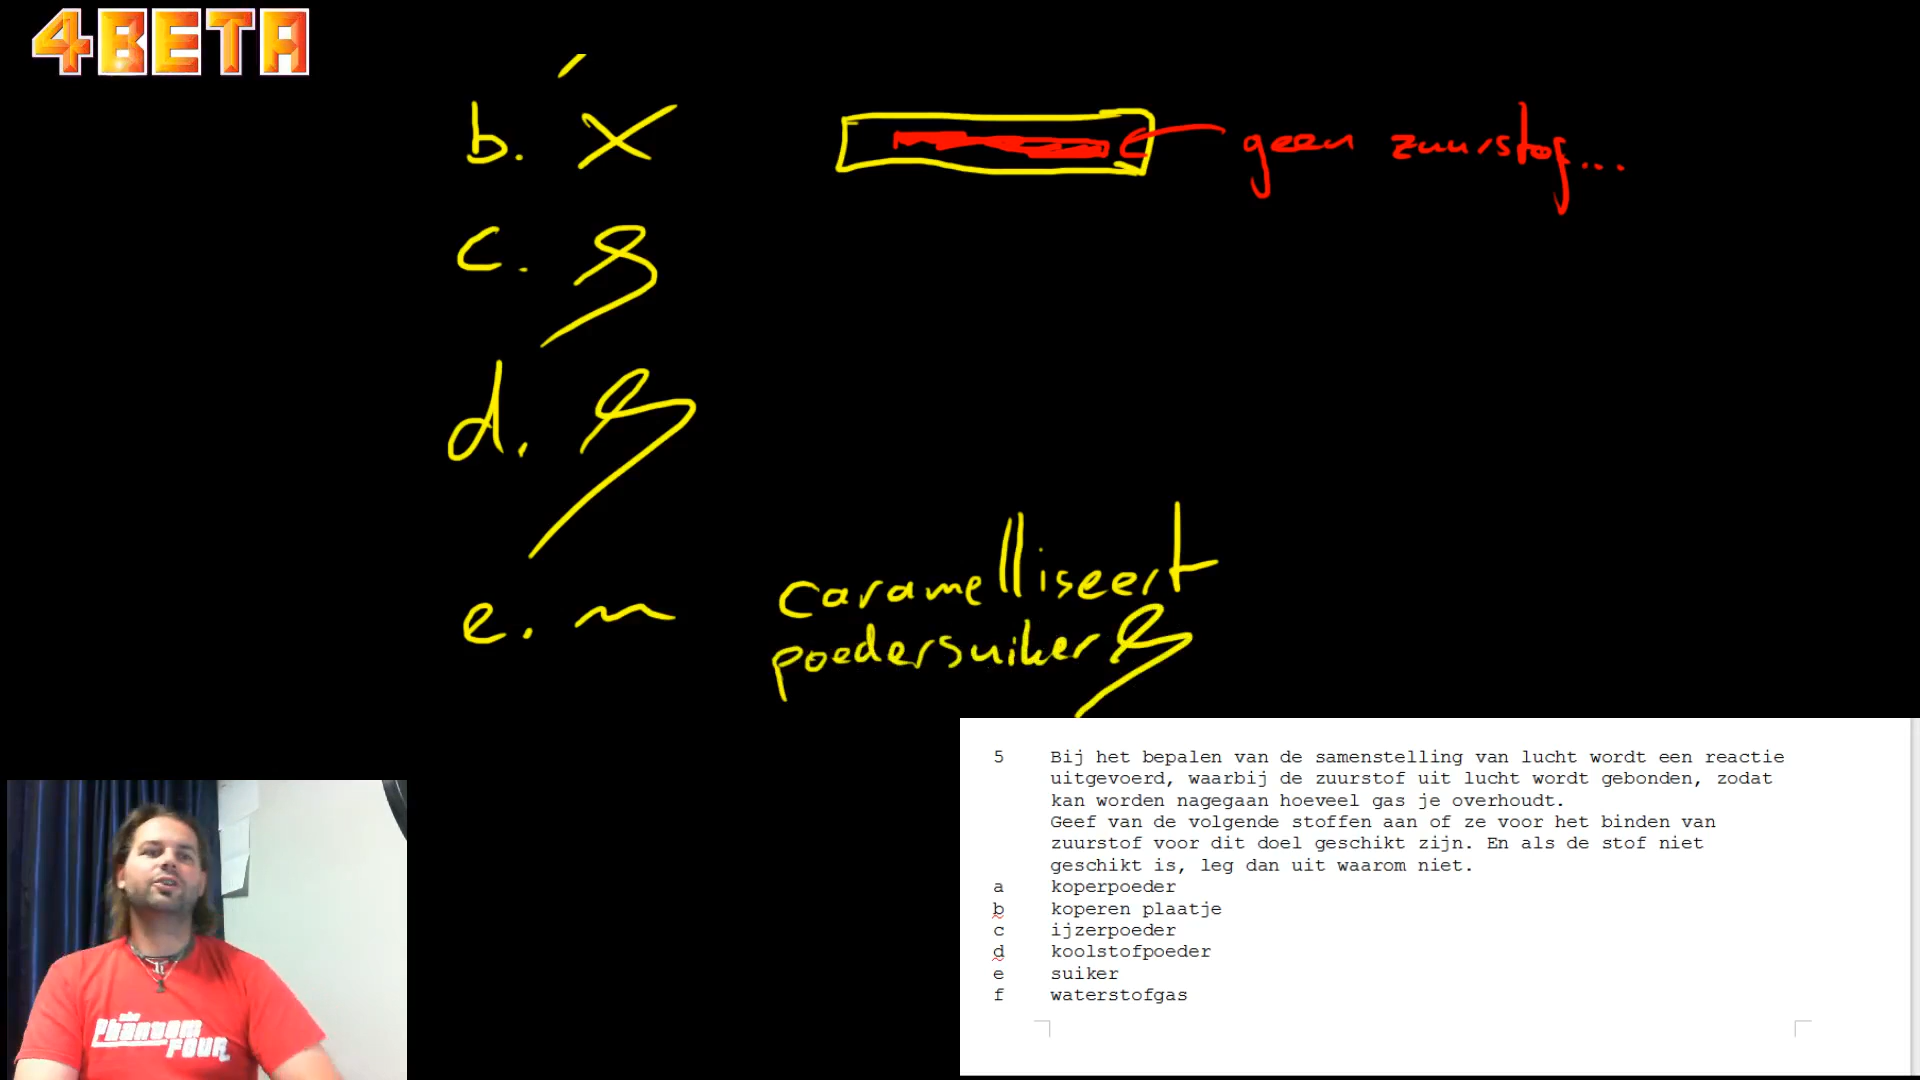 4BETA
b. X
geen zuurstof...
c.
d.
e. ~
caramelliseert
poedersuiker
5 Bij het bepalen van de samenstelling van lucht wordt een reactie
uitgevoerd, waarbij de zuurstof uit lucht wordt gebonden, zodat
kan worden nagegaan hoeveel gas je overhoudt.
Geef van de volgende stoffen aan of ze voor het binden van
zuurstof voor dit doel geschikt zijn. En als de stof niet
geschikt is, leg dan uit waarom niet.
a koperpoeder
b koperen plaatje
c ijzerpoeder
d koolstofpoeder
e suiker
f waterstofgas
the
Phantom
Four